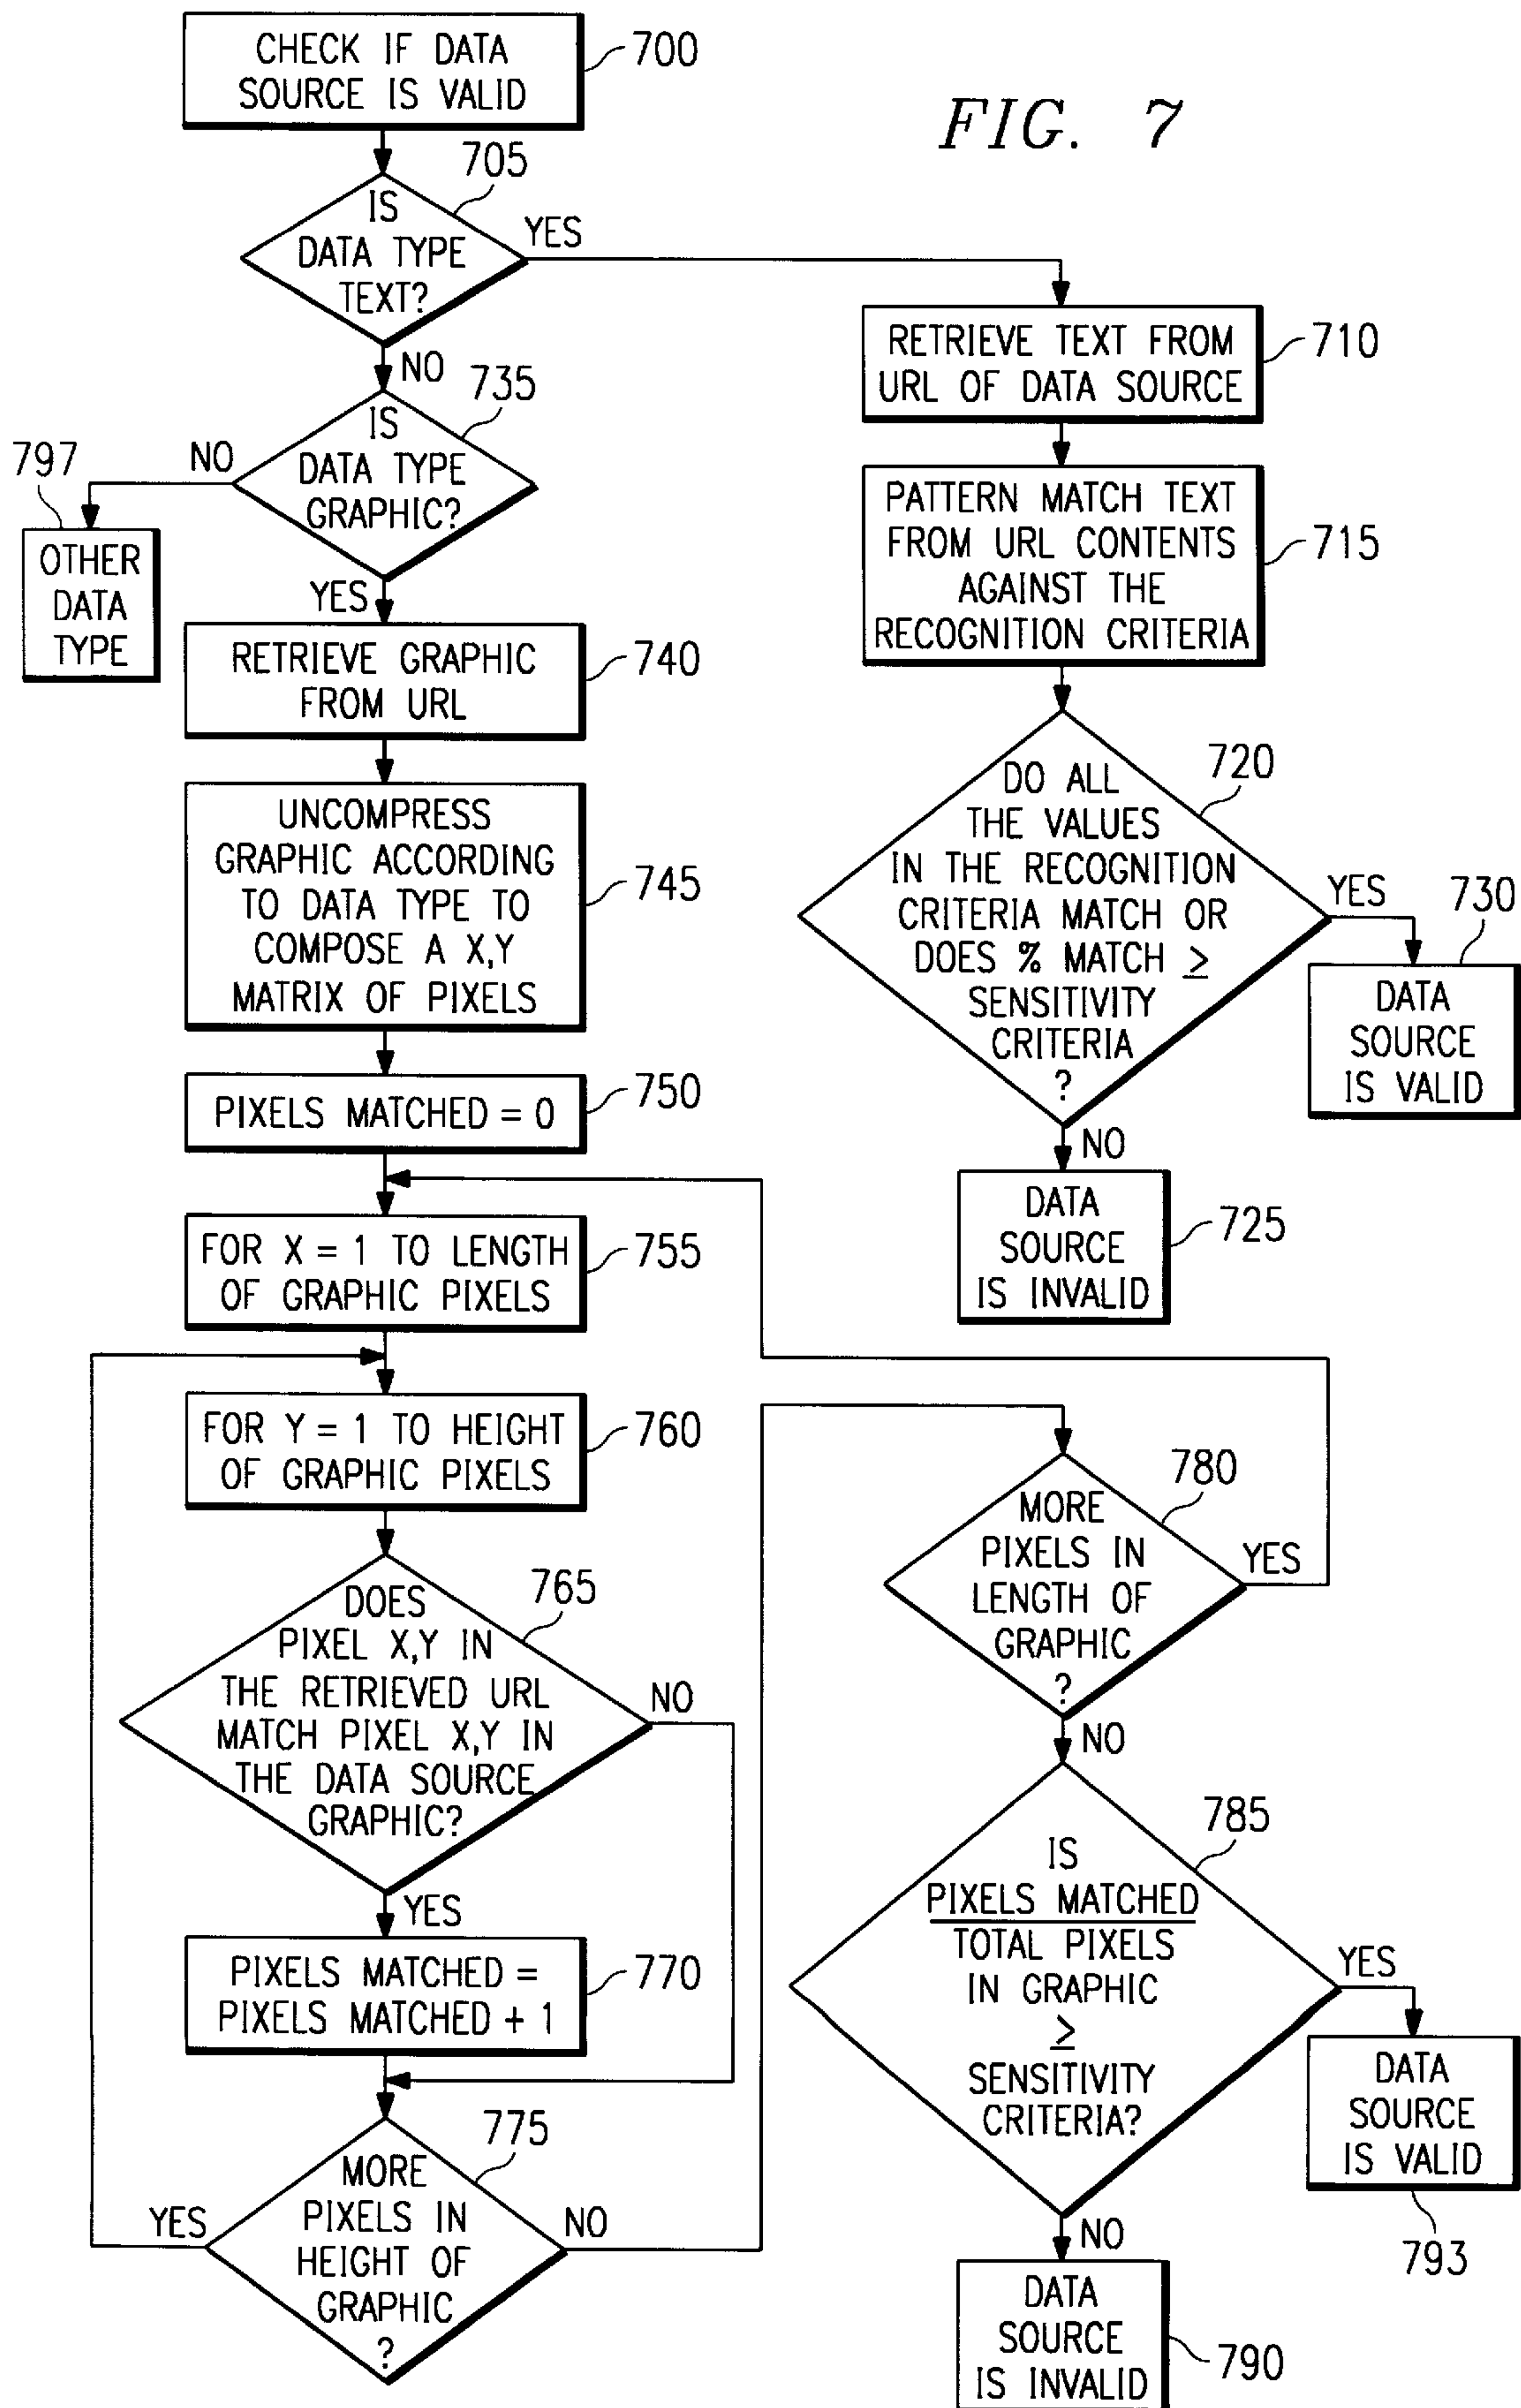 FIG. 7
CHECK IF DATA
SOURCE IS VALID
700
705
IS
DATA TYPE
TEXT?
YES
NO
735
IS
DATA TYPE
GRAPHIC?
NO
797
OTHER
DATA
TYPE
YES
RETRIEVE GRAPHIC
FROM URL
740
UNCOMPRESS
GRAPHIC ACCORDING
TO DATA TYPE TO
COMPOSE A X,Y
MATRIX OF PIXELS
745
PIXELS MATCHED = 0
750
FOR X = 1 TO LENGTH
OF GRAPHIC PIXELS
755
FOR Y = 1 TO HEIGHT
OF GRAPHIC PIXELS
760
765
DOES
PIXEL X,Y IN
THE RETRIEVED URL
MATCH PIXEL X,Y IN
THE DATA SOURCE
GRAPHIC?
NO
YES
PIXELS MATCHED =
PIXELS MATCHED + 1
770
775
MORE
PIXELS IN
HEIGHT OF
GRAPHIC
?
YES
NO
RETRIEVE TEXT FROM
URL OF DATA SOURCE
710
PATTERN MATCH TEXT
FROM URL CONTENTS
AGAINST THE
RECOGNITION CRITERIA
715
720
DO ALL
THE VALUES
IN THE RECOGNITION
CRITERIA MATCH OR
DOES % MATCH ≥
SENSITIVITY
CRITERIA
?
YES
730
DATA
SOURCE
IS VALID
NO
DATA
SOURCE
IS INVALID
725
780
MORE
PIXELS IN
LENGTH OF
GRAPHIC
?
YES
NO
785
IS
PIXELS MATCHED
TOTAL PIXELS
IN GRAPHIC
≥
SENSITIVITY
CRITERIA?
YES
DATA
SOURCE
IS VALID
793
NO
DATA
SOURCE
IS INVALID
790